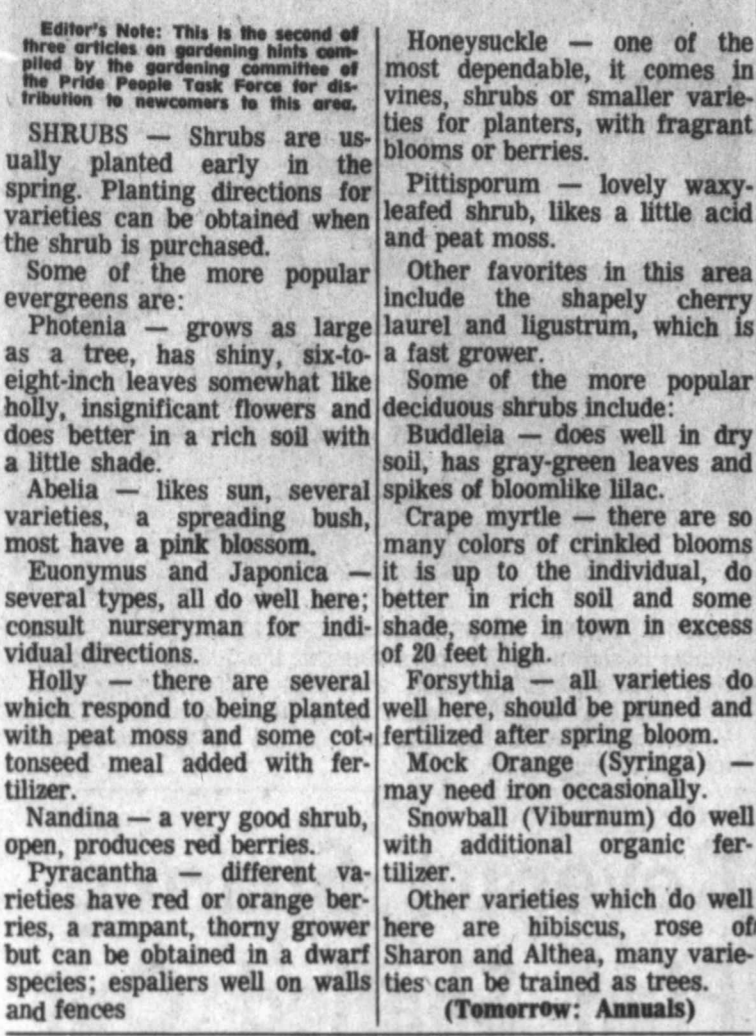 Editor's Note: This is the second of
three articles on gardening hints com-
piled by the gardening committee of
the Pride People Task Force for dis-
tribution to newcomers to this area.
SHRUBS — Shrubs are us-
ually planted early in the
spring. Planting directions for
varieties can be obtained when
the shrub is purchased.
Some of the more popular
evergreens are:
Photenia — grows as large
as a tree, has shiny, six-to-
eight-inch leaves somewhat like
holly, insignificant flowers and
does better in a rich soil with
a little shade.
Abelia — likes sun, several
varieties, a spreading bush,
most have a pink blossom.
Euonymus and Japonica —
several types, all do well here;
consult nurseryman for indi-
vidual directions.
Holly — there are several
which respond to being planted
with peat moss and some cot-
tonseed meal added with fer-
tilizer.
Nandina — a very good shrub,
open, produces red berries.
Pyracantha — different va-
rieties have red or orange ber-
ries, a rampant, thorny grower
but can be obtained in a dwarf
species; espaliers well on walls
and fences
Honeysuckle — one of the
most dependable, it comes in
vines, shrubs or smaller varie-
ties for planters, with fragrant
blooms or berries.
Pittisporum — lovely waxy-
leafed shrub, likes a little acid
and peat moss.
Other favorites in this area
include the shapely cherry
laurel and ligustrum, which is
a fast grower.
Some of the more popular
deciduous shrubs include:
Buddleia — does well in dry
soil, has gray-green leaves and
spikes of bloomlike lilac.
Crape myrtle — there are so
many colors of crinkled blooms
it is up to the individual, do
better in rich soil and some
shade, some in town in excess
of 20 feet high.
Forsythia — all varieties do
well here, should be pruned and
fertilized after spring bloom.
Mock Orange (Syringa) —
may need iron occasionally.
Snowball (Viburnum) do well
with additional organic fer-
tilizer.
Other varieties which do well
here are hibiscus, rose of
Sharon and Althea, many varie-
ties can be trained as trees.
(Tomorrow: Annuals)